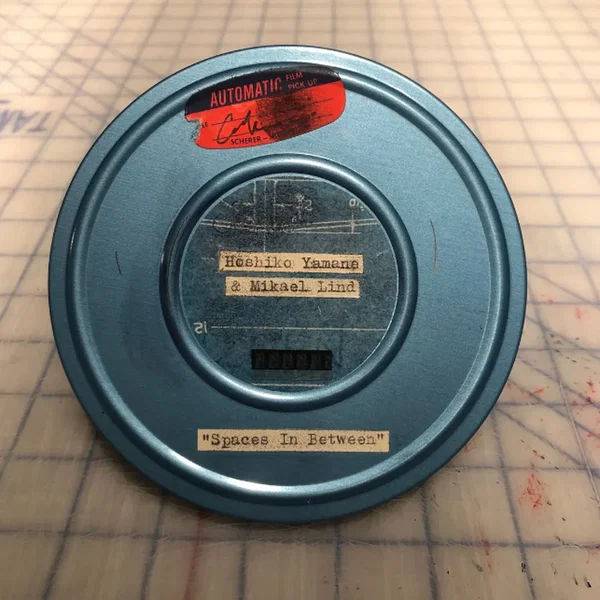 AUTOMATIC FILM PICK UP
SCHERER
Hoshiko Yamane
& Mikael Lind
"Spaces In Between"